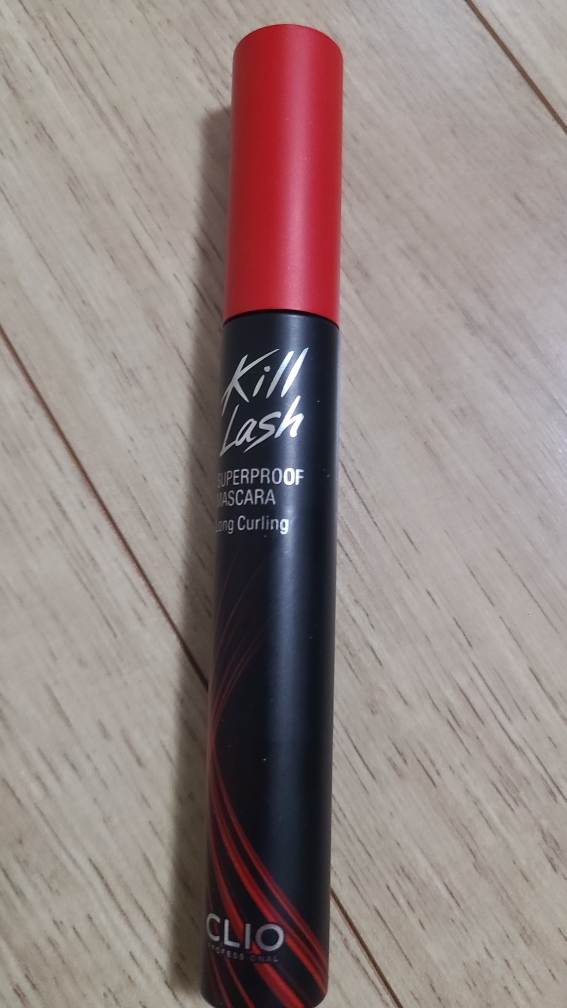 Kill
Lash
SUPERPROOF
MASCARA
Long Curling
CLIO
PROFESSIONAL